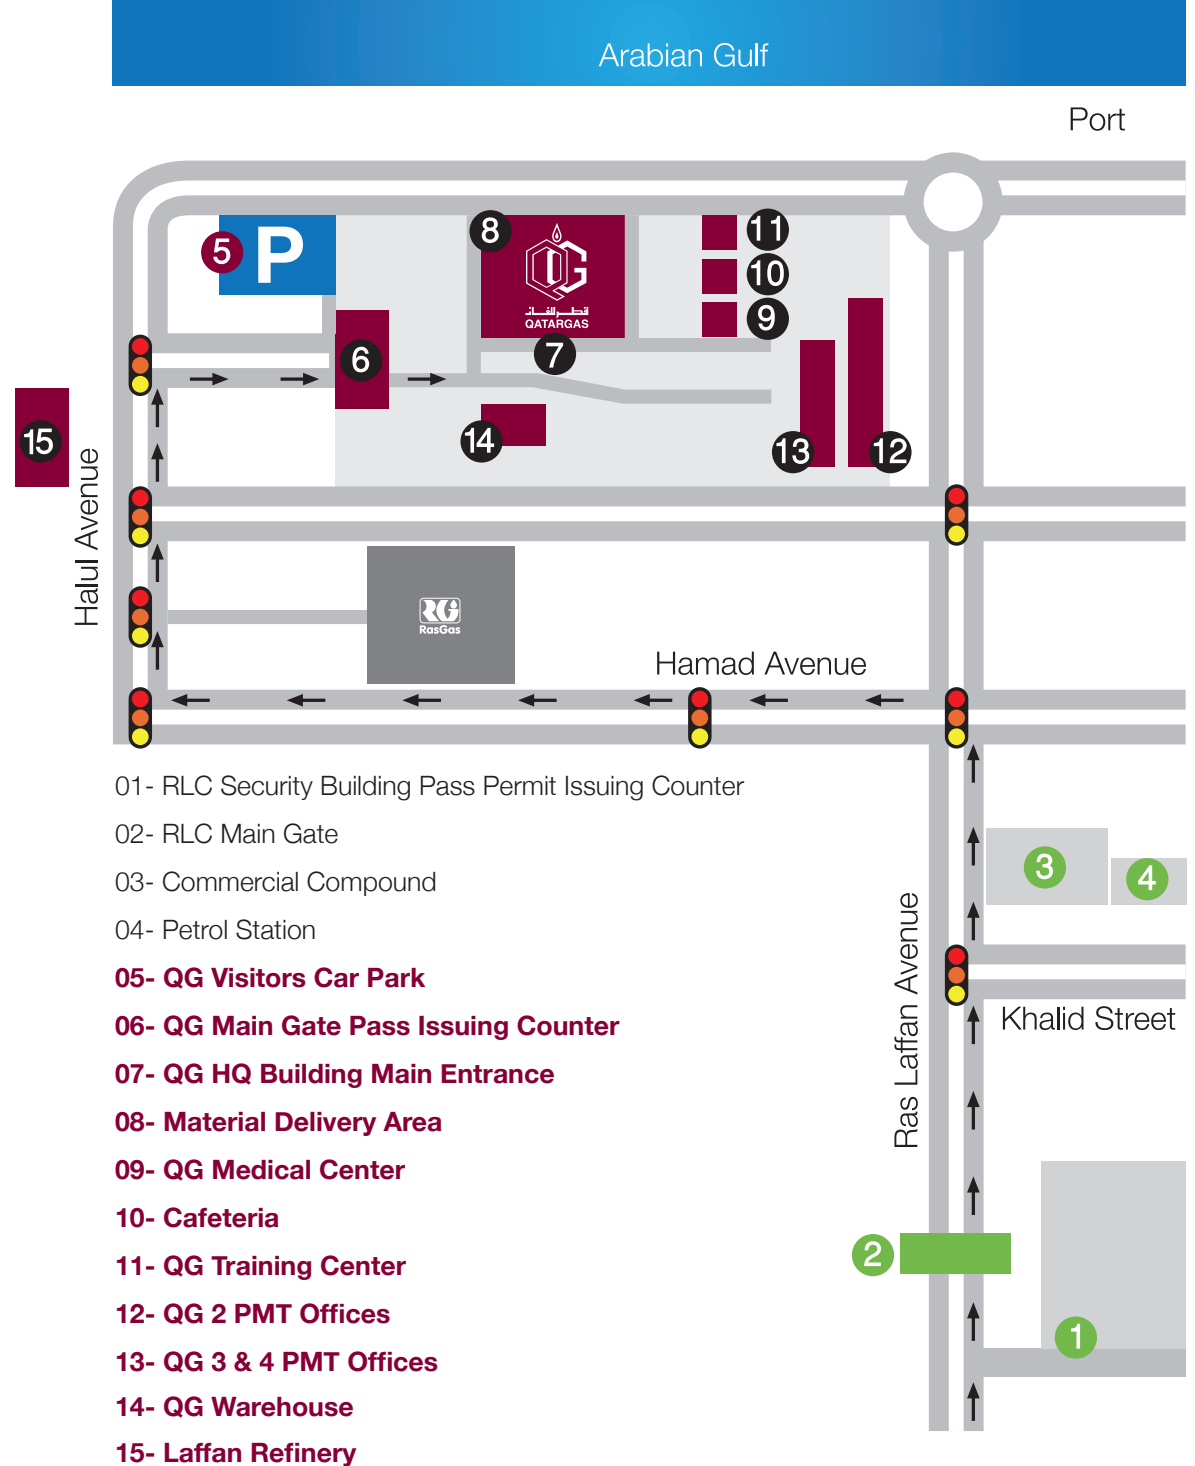 Arabian Gulf
Port
5
P
8
قطر للغاز
QATARGAS
11
10
9
7
6
14
13
12
15
Halul Avenue
RG
RasGas
Hamad Avenue
01- RLC Security Building Pass Permit Issuing Counter
02- RLC Main Gate
03- Commercial Compound
04- Petrol Station
05- QG Visitors Car Park
06- QG Main Gate Pass Issuing Counter
07- QG HQ Building Main Entrance
08- Material Delivery Area
09- QG Medical Center
10- Cafeteria
11- QG Training Center
12- QG 2 PMT Offices
13- QG 3 & 4 PMT Offices
14- QG Warehouse
15- Laffan Refinery
3
4
Ras Laffan Avenue
Khalid Street
2
1